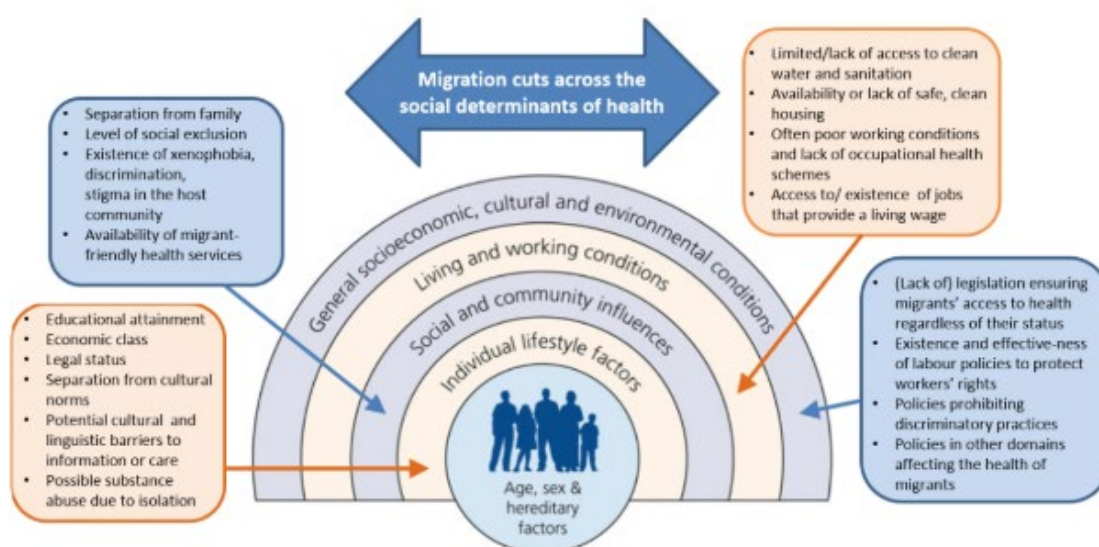 Migration cuts across the
social determinants of health
• Separation from family
• Level of social exclusion
• Existence of xenophobia,
discrimination,
stigma in the host
community
• Availability of migrant-
friendly health services
• Educational attainment
• Economic class
• Legal status
• Separation from cultural
norms
• Potential cultural and
linguistic barriers to
information or care
• Possible substance
abuse due to isolation
General socioeconomic, cultural and environmental conditions
Living and working conditions
Social and community influences
Individual lifestyle factors
Age, sex &
hereditary
factors
• Limited/lack of access to clean
water and sanitation
• Availability or lack of safe, clean
housing
• Often poor working conditions
and lack of occupational health
schemes
• Access to/ existence of jobs
that provide a living wage
• (Lack of) legislation ensuring
migrants' access to health
regardless of their status
• Existence and effective-ness
of labour policies to protect
workers' rights
• Policies prohibiting
discriminatory practices
• Policies in other domains
affecting the health of
migrants